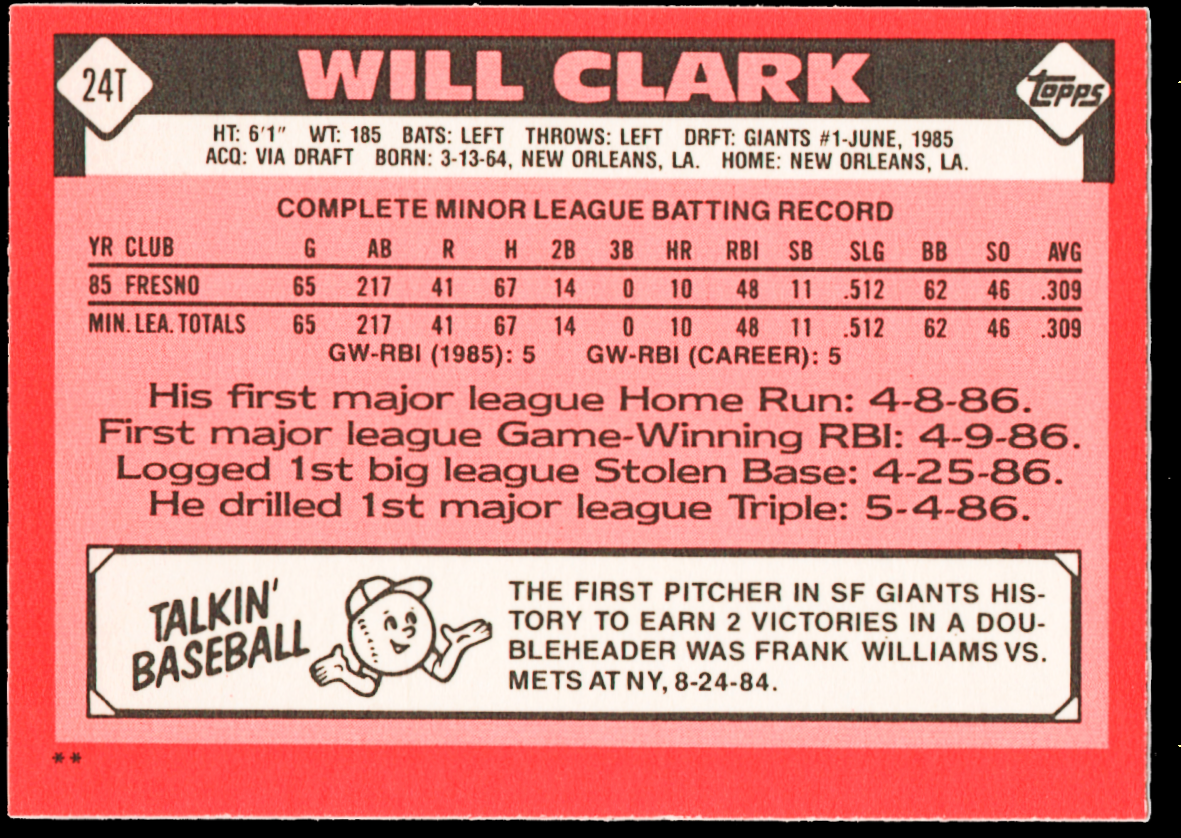 24T
WILL CLARK
topps
HT: 6'1" WT: 185 BATS: LEFT THROWS: LEFT DRFT: GIANTS #1-JUNE, 1985
ACQ: VIA DRAFT BORN: 3-13-64, NEW ORLEANS, LA. HOME: NEW ORLEANS, LA.
COMPLETE MINOR LEAGUE BATTING RECORD
YR CLUB G AB R H 2B 3B HR RBI SB SLG BB SO AVG
85 FRESNO 65 217 41 67 14 0 10 48 11 .512 62 46 .309
MIN. LEA. TOTALS 65 217 41 67 14 0 10 48 11 .512 62 46 .309
GW-RBI (1985): 5 GW-RBI (CAREER): 5
His first major league Home Run: 4-8-86.
First major league Game-Winning RBI: 4-9-86.
Logged 1st big league Stolen Base: 4-25-86.
He drilled 1st major league Triple: 5-4-86.
TALKIN'
BASEBALL
THE FIRST PITCHER IN SF GIANTS HIS-
TORY TO EARN 2 VICTORIES IN A DOU-
BLEHEADER WAS FRANK WILLIAMS VS.
METS AT NY, 8-24-84.
**